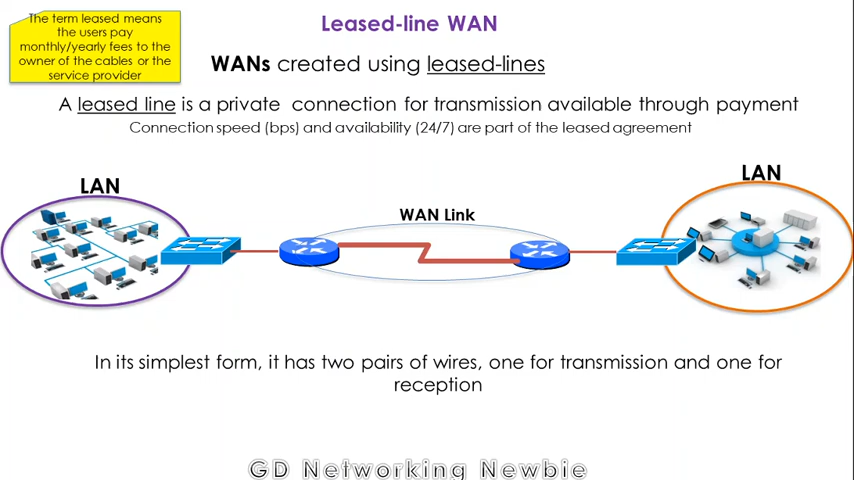 The term leased means
the users pay
monthly/yearly fees to the
owner of the cables or the
service provider
Leased-line WAN
WANs created using leased-lines
A leased line is a private connection for transmission available through payment
Connection speed (bps) and availability (24/7) are part of the leased agreement
LAN
LAN
WAN Link
In its simplest form, it has two pairs of wires, one for transmission and one for
reception
GD Networking Newbie